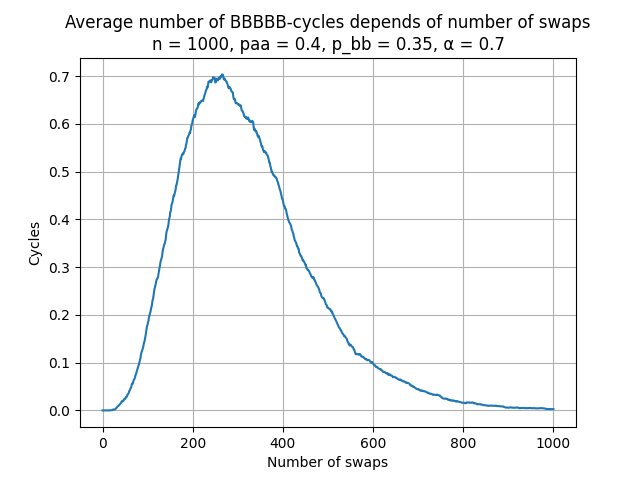 Average number of BBBBB-cycles depends of number of swaps
n = 1000, paa = 0.4, p_bb = 0.35, α = 0.7
0.7
0.6
0.5
0.4
0.3
0.2
0.1
0.0
Cycles
0 200 400 600 800 1000
Number of swaps